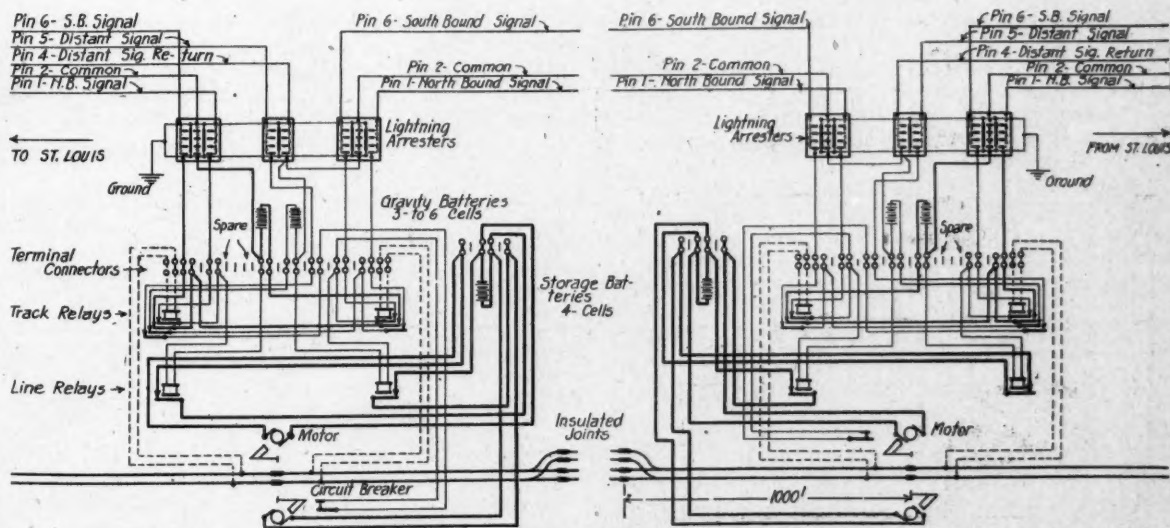 Pin 6- S.B. Signal
Pin 5- Distant Signal
Pin 4-Distant Sig. Return
Pin 2- Common
Pin 1-N.B. Signal
Pin 6- South Bound Signal
Pin 2- Common
Pin 1-North Bound Signal
Lightning
Arresters
TO ST. LOUIS
Ground
Gravity Batteries
3- to 6 Cells
Spare
Terminal
Connectors
Storage Bat-
teries
4- Cells
Track Relays
Line Relays
Motor
Insulated
Joints
Circuit Breaker
Pin 6- South Bound Signal
Pin 2-Common
Pin 1-. North Bound Signal
Pin 6- S.B. Signal
Pin 5- Distant Signal
Pin 4-Distant Sig. Return
Pin 2- Common
Pin 1- N.B. Signal
Lightning
Arresters
FROM ST. LOUIS
Ground
Spare
Motor
1000'